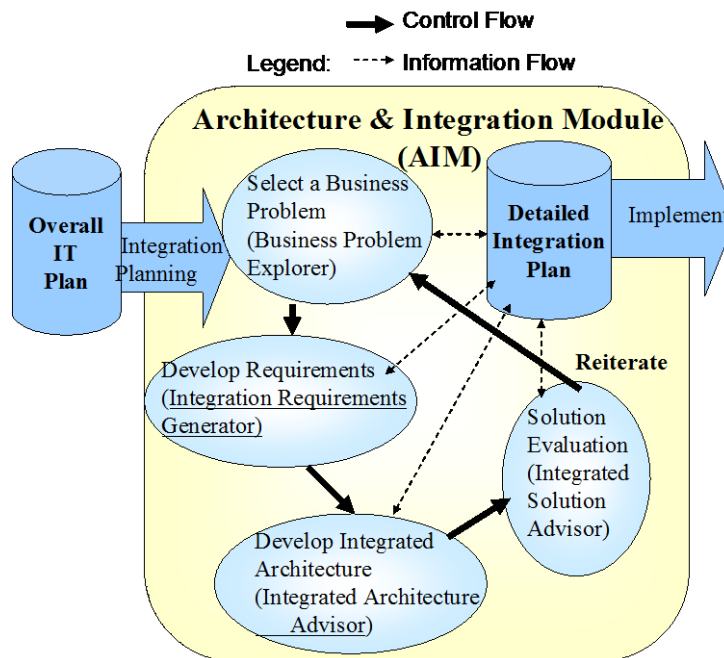 Control Flow
Legend:
Information Flow
Architecture & Integration Module
(AIM)
Overall
IT
Plan
Integration
Planning
Select a Business
Problem
(Business Problem
Explorer)
Detailed
Integration
Plan
Implement
Develop Requirements
(Integration Requirements
Generator)
Reiterate
Solution
Evaluation
(Integrated
Solution
Advisor)
Develop Integrated
Architecture
(Integrated Architecture
Advisor)